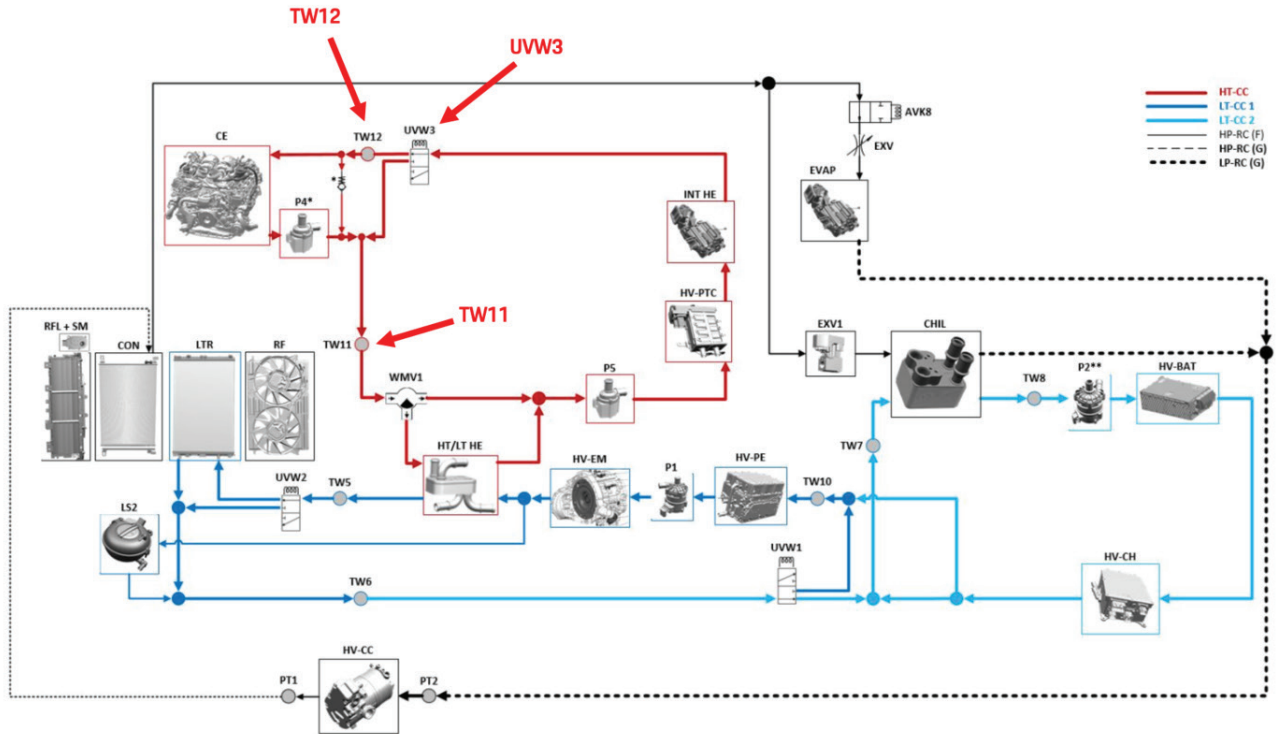 TW12
UVW3
HT-CC
LT-CC 1
LT-CC 2
HP-RC (F)
HP-RC (G)
LP-RC (G)
AVK8
EXV
CE
TW12
UVW3
EVAP
*
P4*
INT HE
HV-PTC
TW11
TW11
RFL + SM
CON
LTR
RF
WMV1
P5
EXV1
CHIL
P2**
HV-BAT
TW8
TW7
HT/LT HE
HV-EM
P1
HV-PE
TW10
UVW2
TW5
LS2
UVW1
HV-CH
TW6
HV-CC
PT1
PT2